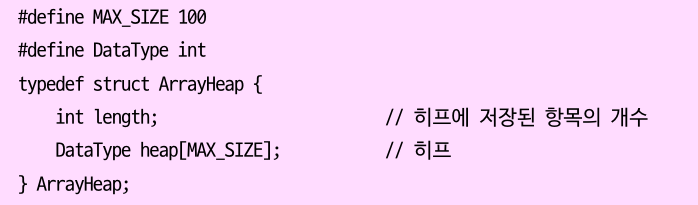 #define MAX_SIZE 100
#define DataType int
typedef struct ArrayHeap {
    int length;                    // 히프에 저장된 항목의 개수
    DataType heap[MAX_SIZE];       // 히프
} ArrayHeap;